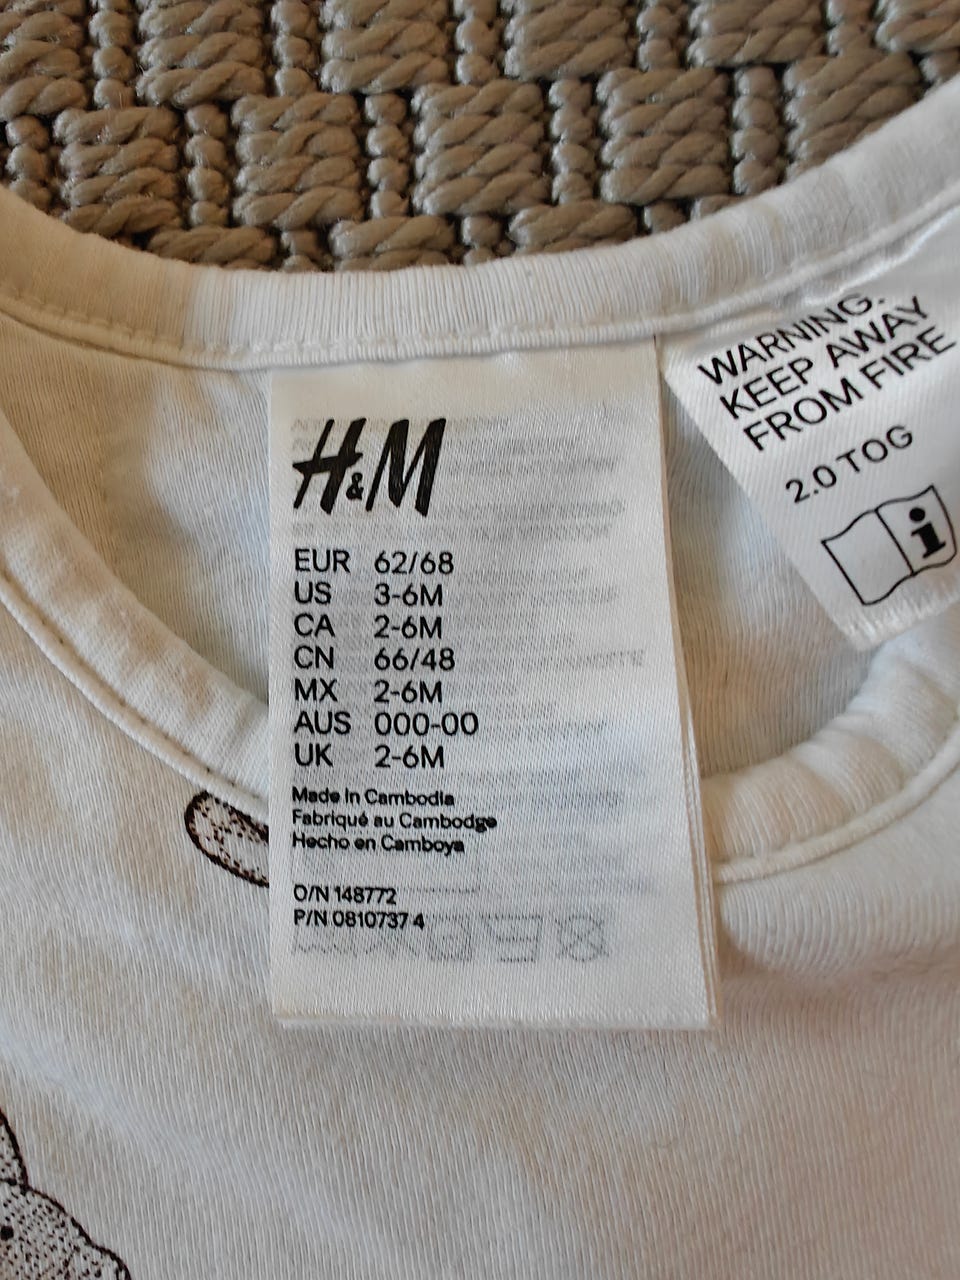 H&M
EUR 62/68
US 3-6M
CA 2-6M
CN 66/48
MX 2-6M
AUS 000-00
UK 2-6M
Made in Cambodia
Fabriqué au Cambodge
Hecho en Camboya
O/N 148772
P/N 0810737 4
WARNING.
KEEP AWAY
FROM FIRE
2.0 TOG
i